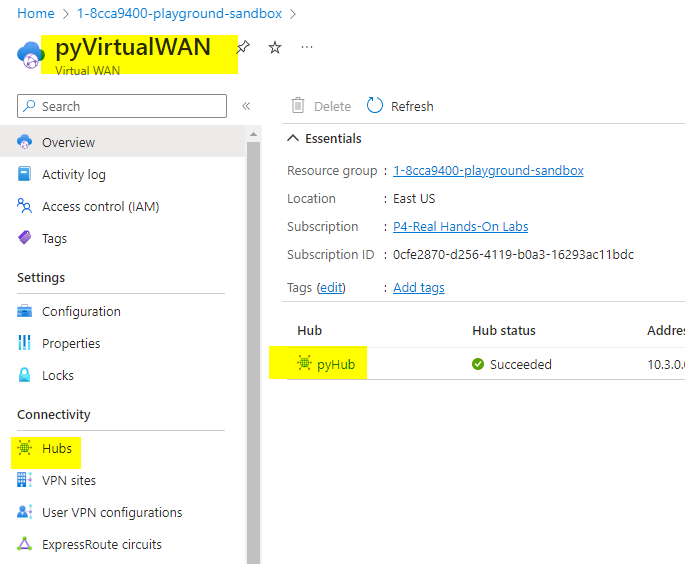 Home > 1-8cca9400-playground-sandbox >
pyVirtualWAN ...
Virtual WAN
Search «
Overview
Activity log
Access control (IAM)
Tags
Settings
Configuration
Properties
Locks
Connectivity
Hubs
VPN sites
User VPN configurations
ExpressRoute circuits
Delete Refresh
Essentials
Resource group : 1-8cca9400-playground-sandbox
Location : East US
Subscription : P4-Real Hands-On Labs
Subscription ID : 0cfe2870-d256-4119-b0a3-16293ac11bdc
Tags (edit) : Add tags
Hub Hub status Addre
pyHub Succeeded 10.3.0.